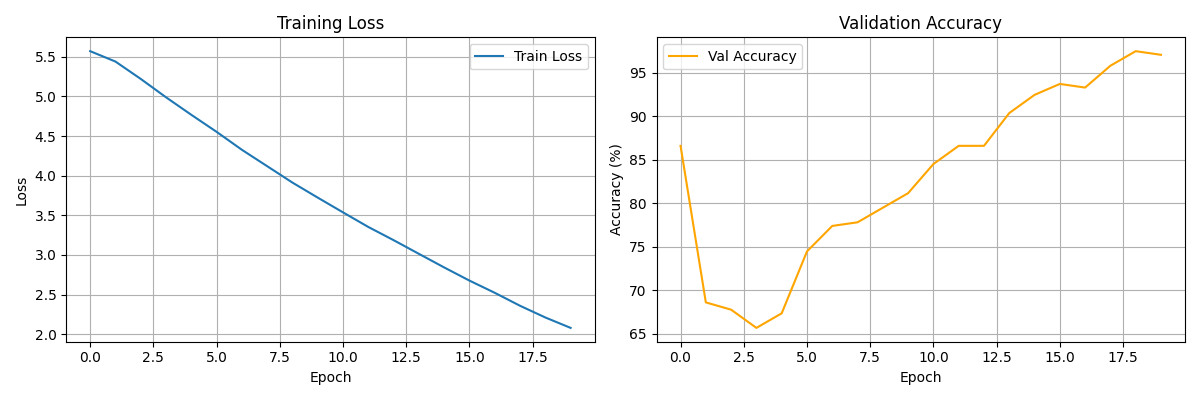 Training Loss
Train Loss
Loss
5.5
5.0
4.5
4.0
3.5
3.0
2.5
2.0
0.0 2.5 5.0 7.5 10.0 12.5 15.0 17.5
Epoch
Validation Accuracy
Val Accuracy
Accuracy (%)
95
90
85
80
75
70
65
0.0 2.5 5.0 7.5 10.0 12.5 15.0 17.5
Epoch